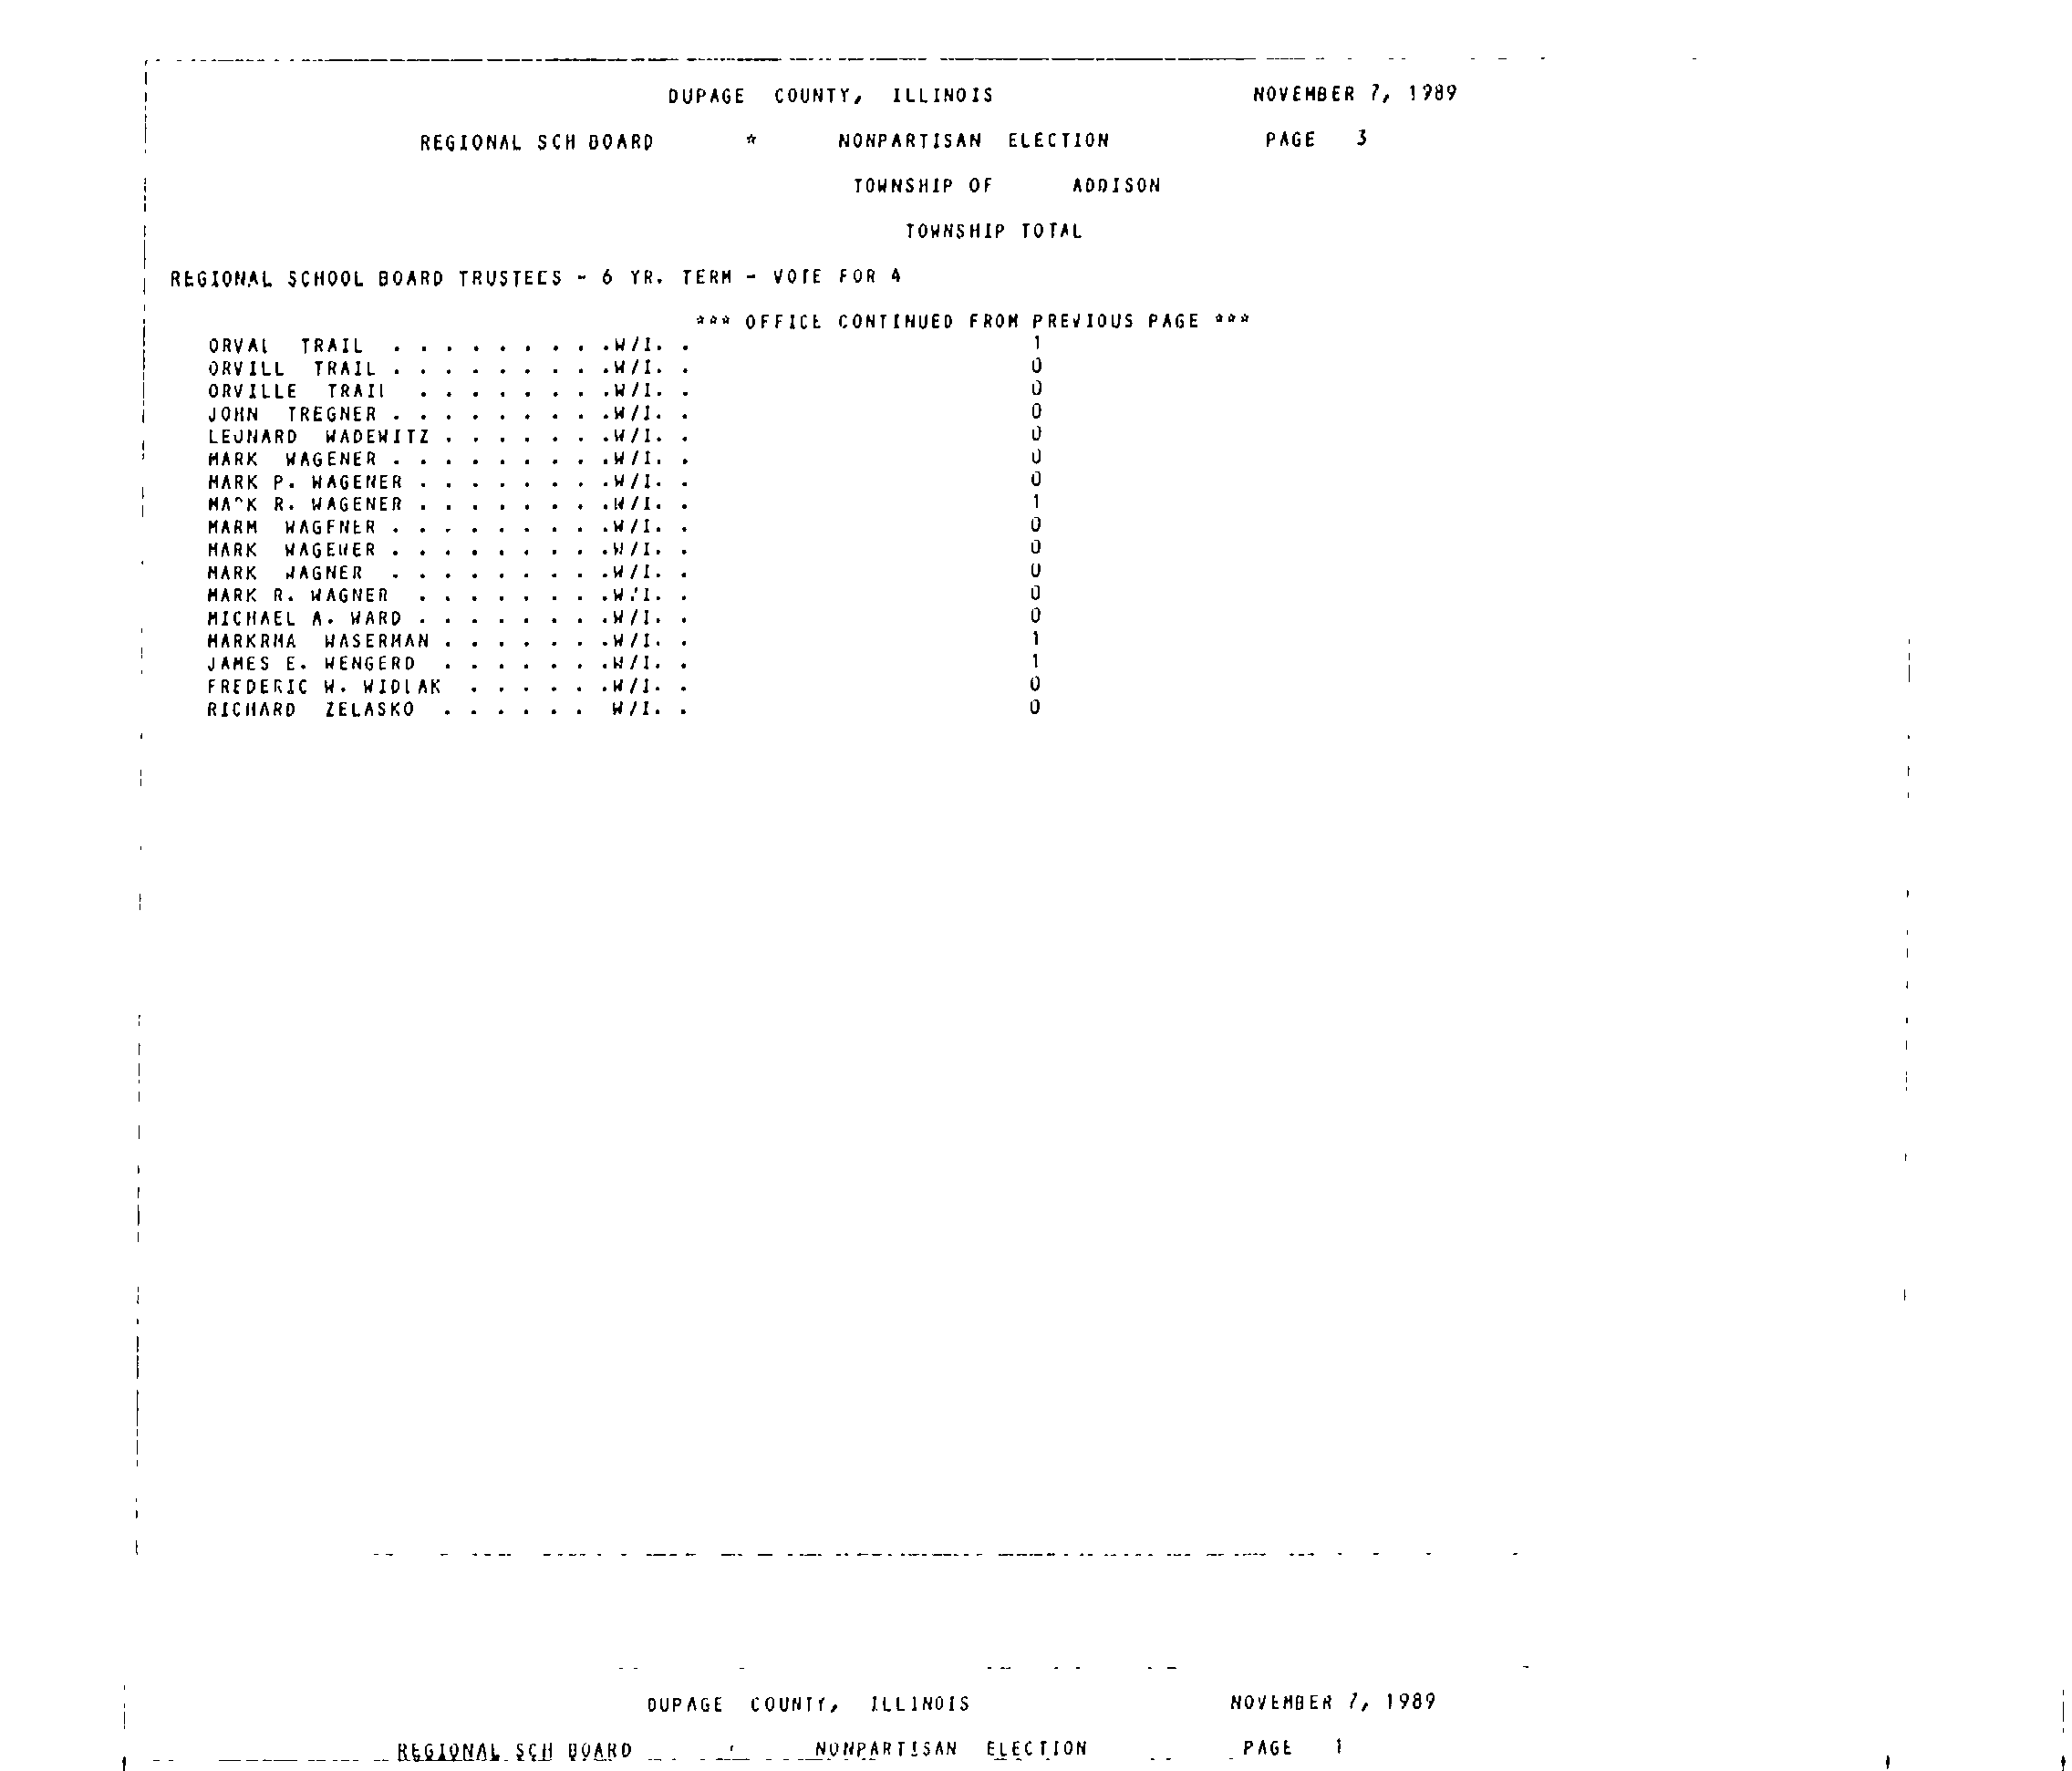 DUPAGE COUNTY, ILLINOIS NOVEMBER 7, 1989
REGIONAL SCH BOARD * NONPARTISAN ELECTION PAGE 3
TOWNSHIP OF ADDISON
TOWNSHIP TOTAL
REGIONAL SCHOOL BOARD TRUSTEES - 6 YR. TERM - VOTE FOR 4
*** OFFICE CONTINUED FROM PREVIOUS PAGE ***
ORVAL TRAIL . . . . . . . . .W/I. . 1
ORVILL TRAIL . . . . . . . . .W/I. . 0
ORVILLE TRAIL . . . . . . . .W/I. . 0
JOHN TREGNER . . . . . . . . .W/I. . 0
LEONARD WADEWITZ . . . . . . .W/I. . 0
MARK WAGENER . . . . . . . . .W/I. . 0
MARK P. WAGENER . . . . . . . .W/I. . 0
MARK R. WAGENER . . . . . . . .W/I. . 1
MARM WAGENER . . . . . . . . .W/I. . 0
MARK WAGEWER . . . . . . . . .W/I. . 0
MARK WAGNER . . . . . . . . .W/I. . 0
MARK R. WAGNER . . . . . . . .W/I. . 0
MICHAEL A. WARD . . . . . . . .W/I. . 0
MARKRMA WASERMAN . . . . . . .W/I. . 1
JAMES E. WENGERD . . . . . . .W/I. . 1
FREDERIC W. WIDLAK . . . . . .W/I. . 0
RICHARD ZELASKO . . . . . . W/I. . 0
DUPAGE COUNTY, ILLINOIS NOVEMBER 7, 1989
REGIONAL SCH BOARD NONPARTISAN ELECTION PAGE 1